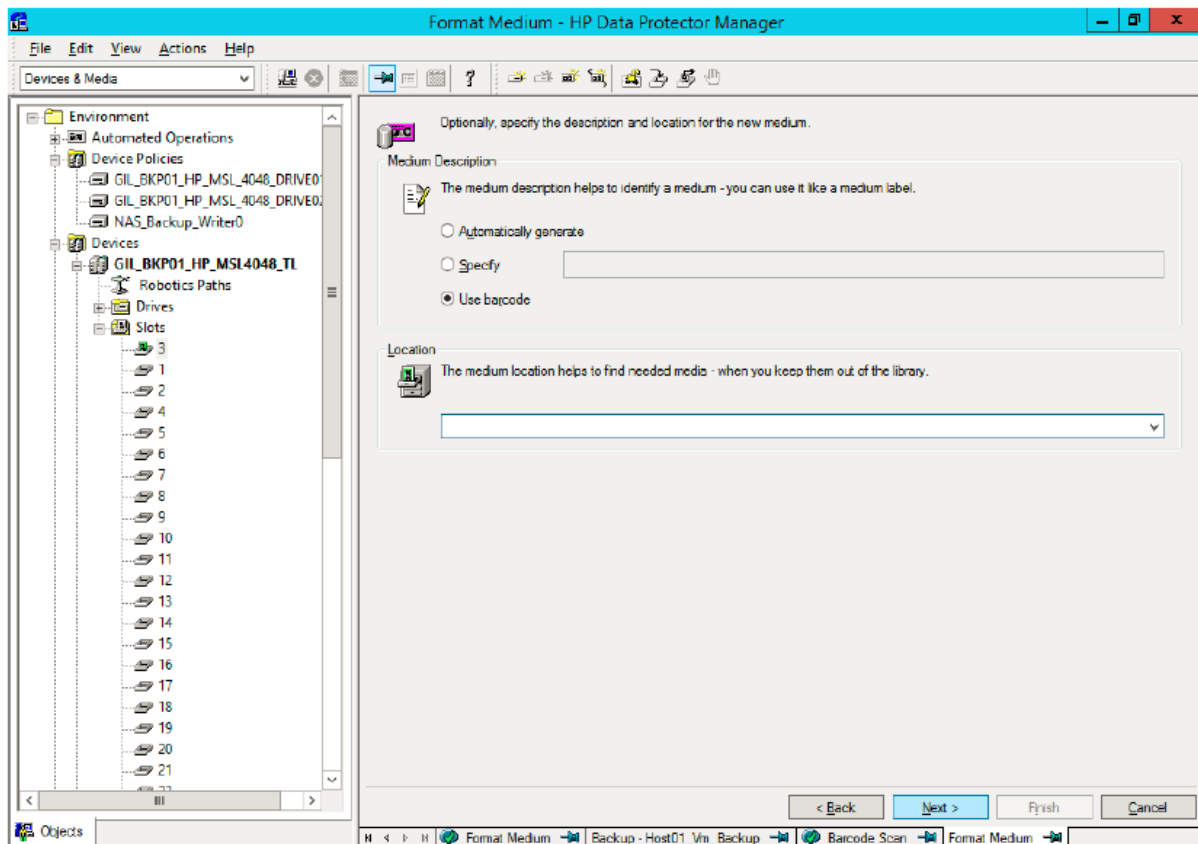 Format Medium - HP Data Protector Manager
File Edit View Actions Help
Devices & Media
Environment
Automated Operations
Device Policies
GIL_BKP01_HP_MSL_4048_DRIVE01
GIL_BKP01_HP_MSL_4048_DRIVE02
NAS_Backup_Writer0
Devices
GIL_BKP01_HP_MSL4048_TL
Robotics Paths
Drives
Slots
3
1
2
4
5
6
7
8
9
10
11
12
13
14
15
16
17
18
19
20
21
22
Objects
Optionally, specify the description and location for the new medium.
Medium Description
The medium description helps to identify a medium - you can use it like a medium label.
Automatically generate
Specify
Use barcode
Location
The medium location helps to find needed media - when you keep them out of the library.
< Back Next > Finish Cancel
Format Medium Backup - Host01_Vm_Backup Barcode Scan Format Medium